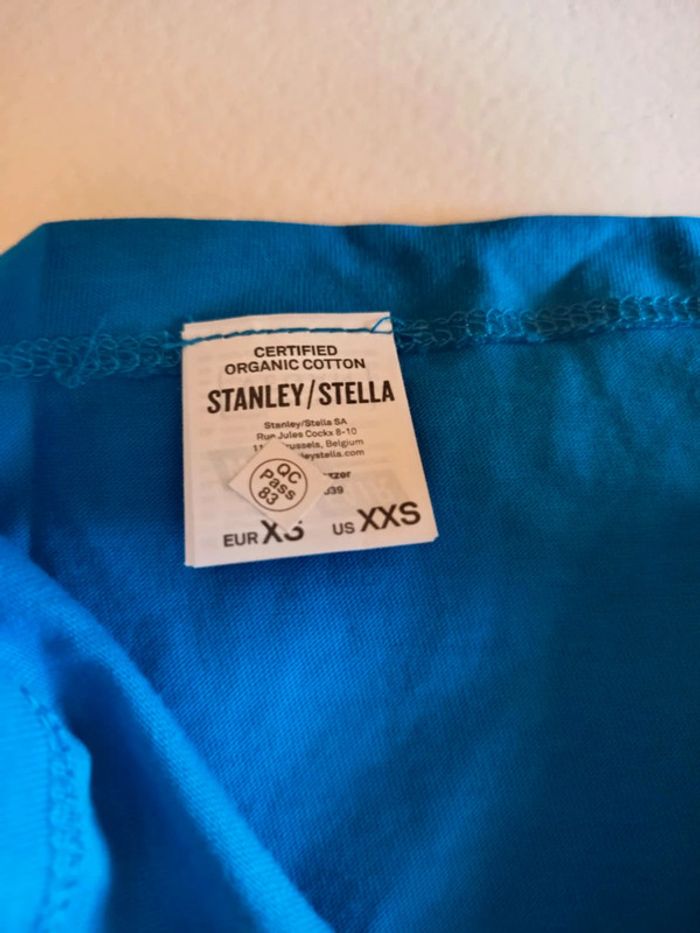 CERTIFIED
ORGANIC COTTON
STANLEY/STELLA
Stanley/Stella SA
Rue Jules Cockx 8-10
Belgium
QC
Pass
83
EUR XS US XXS